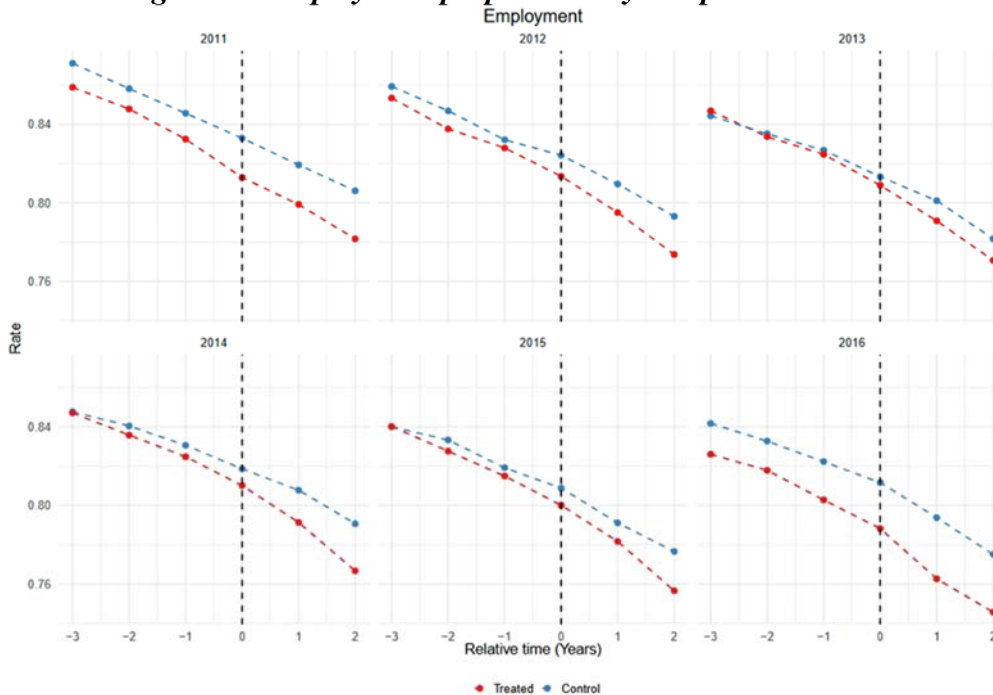 Employment
2011 2012 2013
0.84
0.80
0.76
Rate
2014 2015 2016
0.84
0.80
0.76
−3 −2 −1 0 1 2 −3 −2 −1 0 1 2 −3 −2 −1 0 1 2
Relative time (Years)
Treated Control